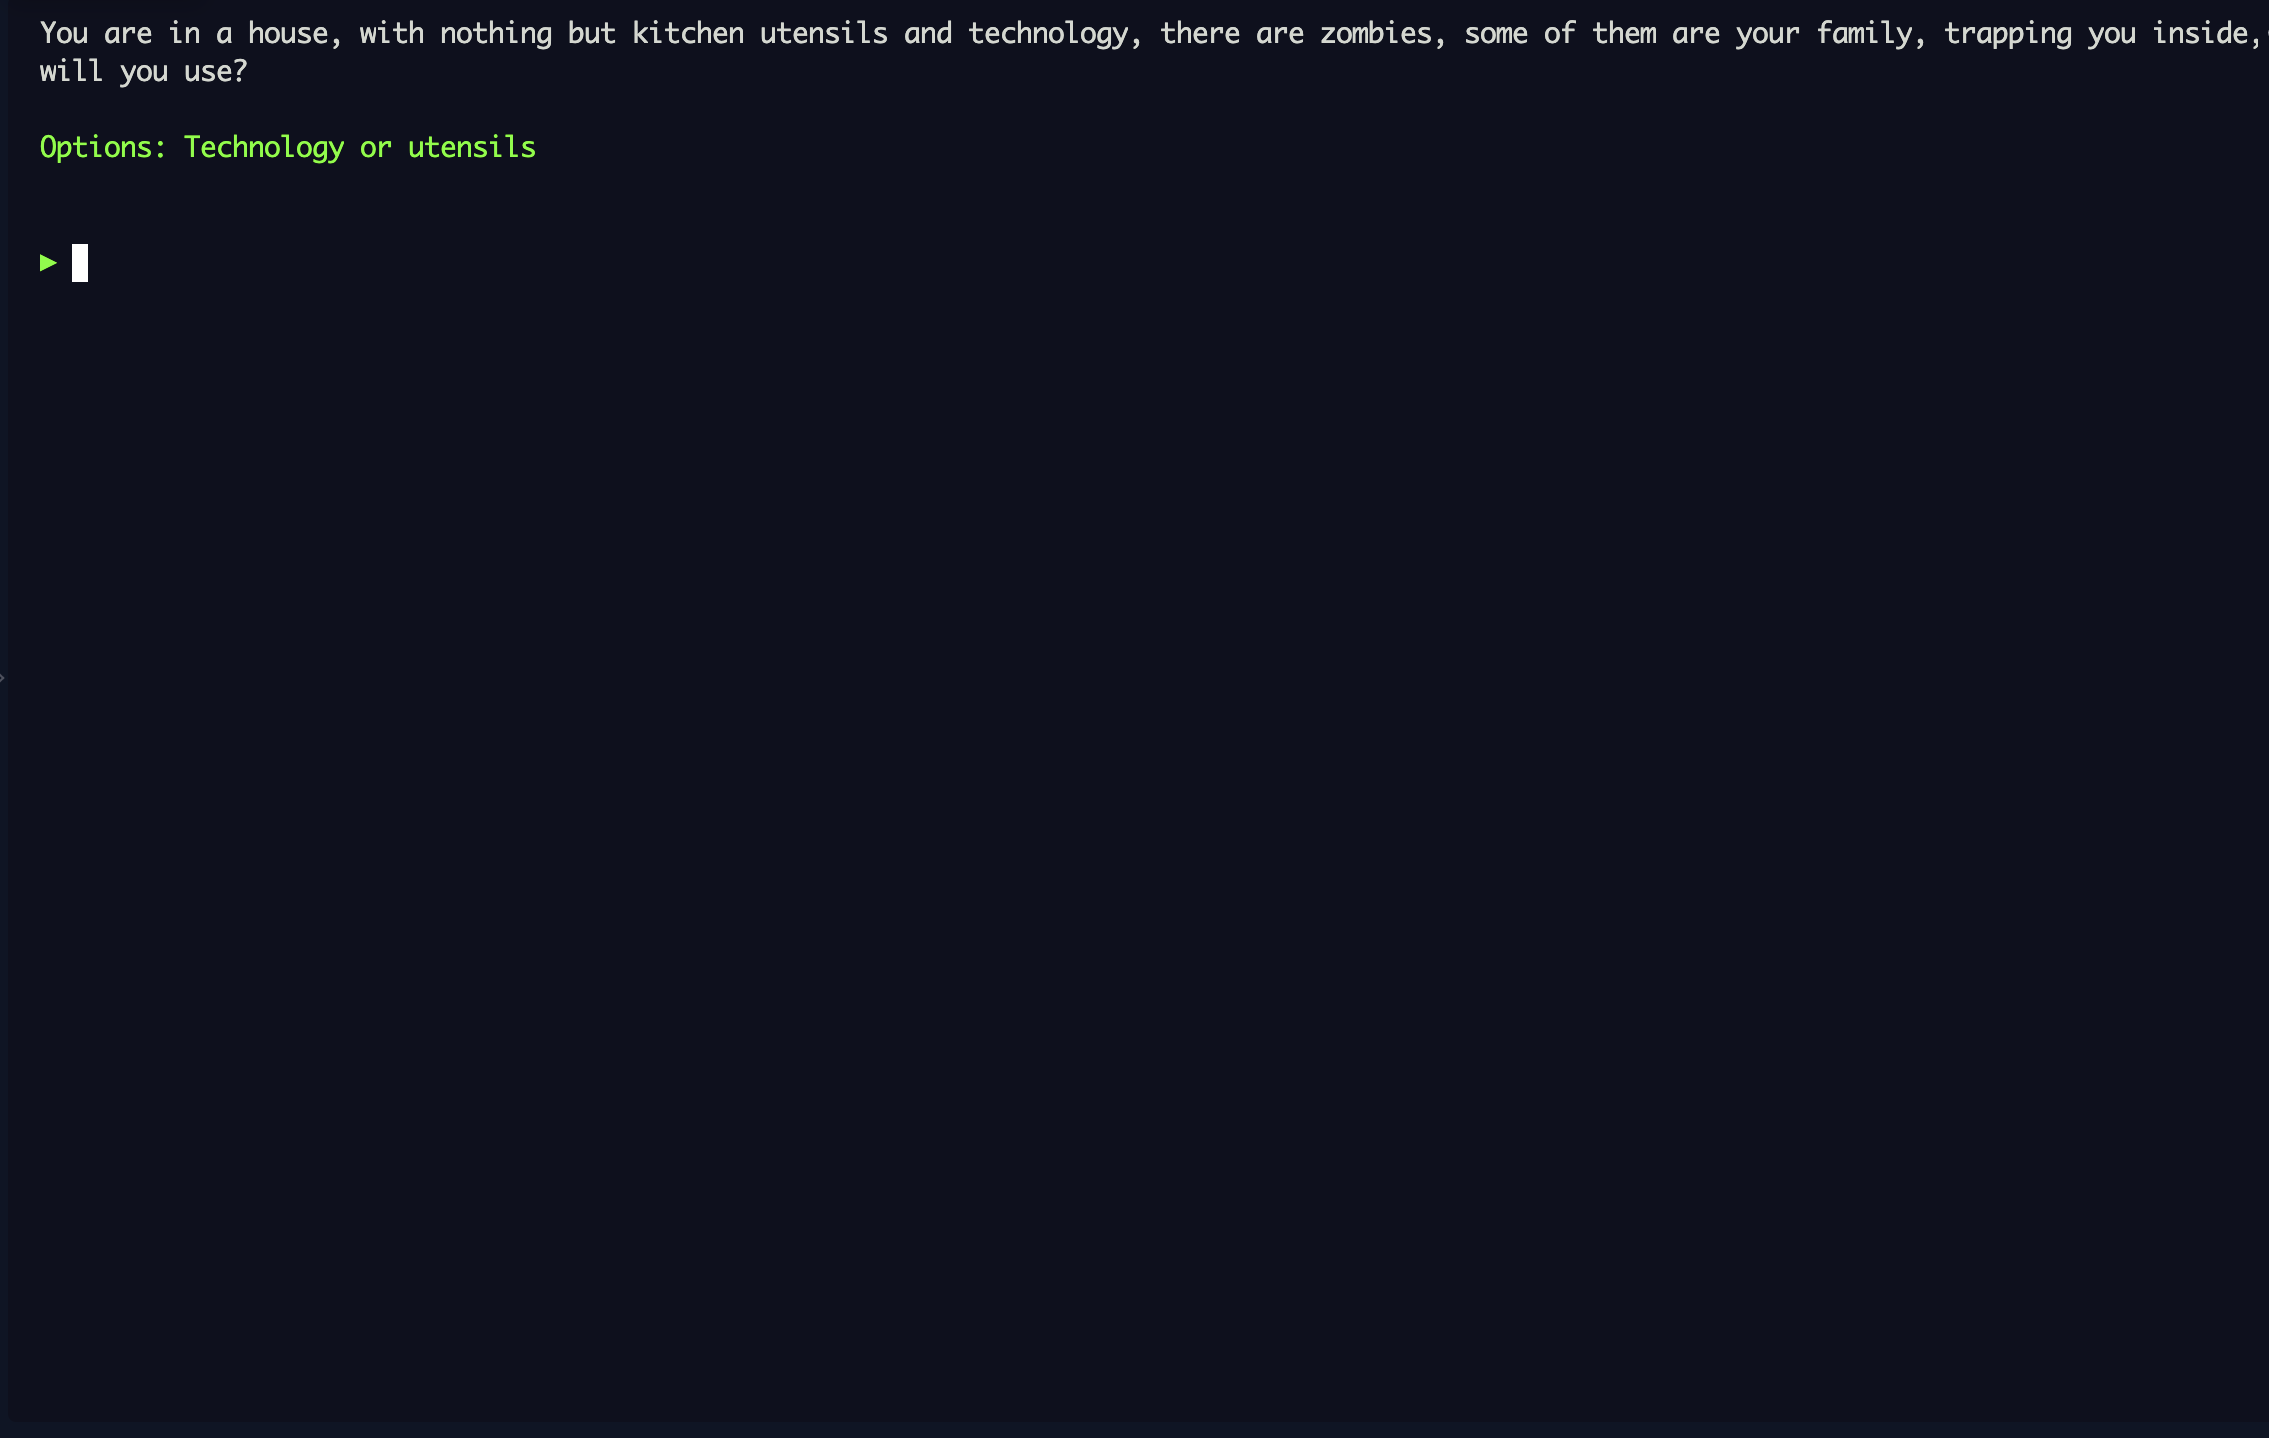 You are in a house, with nothing but kitchen utensils and technology, there are zombies, some of them are your family, trapping you inside,
will you use?
Options: Technology or utensils